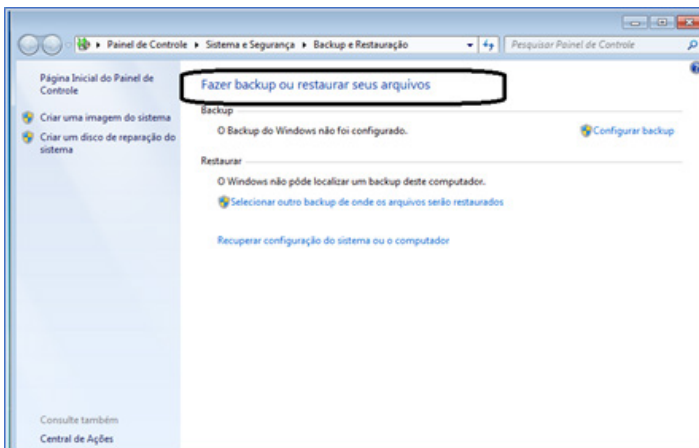 Painel de Controle Sistema e Segurança Backup e Restauração
Pesquisar Painel de Controle
Página Inicial do Painel de
Controle
Criar uma imagem do sistema
Criar um disco de reparação do
sistema
Fazer backup ou restaurar seus arquivos
Backup
O Backup do Windows não foi configurado.
Configurar backup
Restaurar
O Windows não pôde localizar um backup deste computador.
Selecionar outro backup de onde os arquivos serão restaurados
Recuperar configuração do sistema ou o computador
Consulte também
Central de Ações